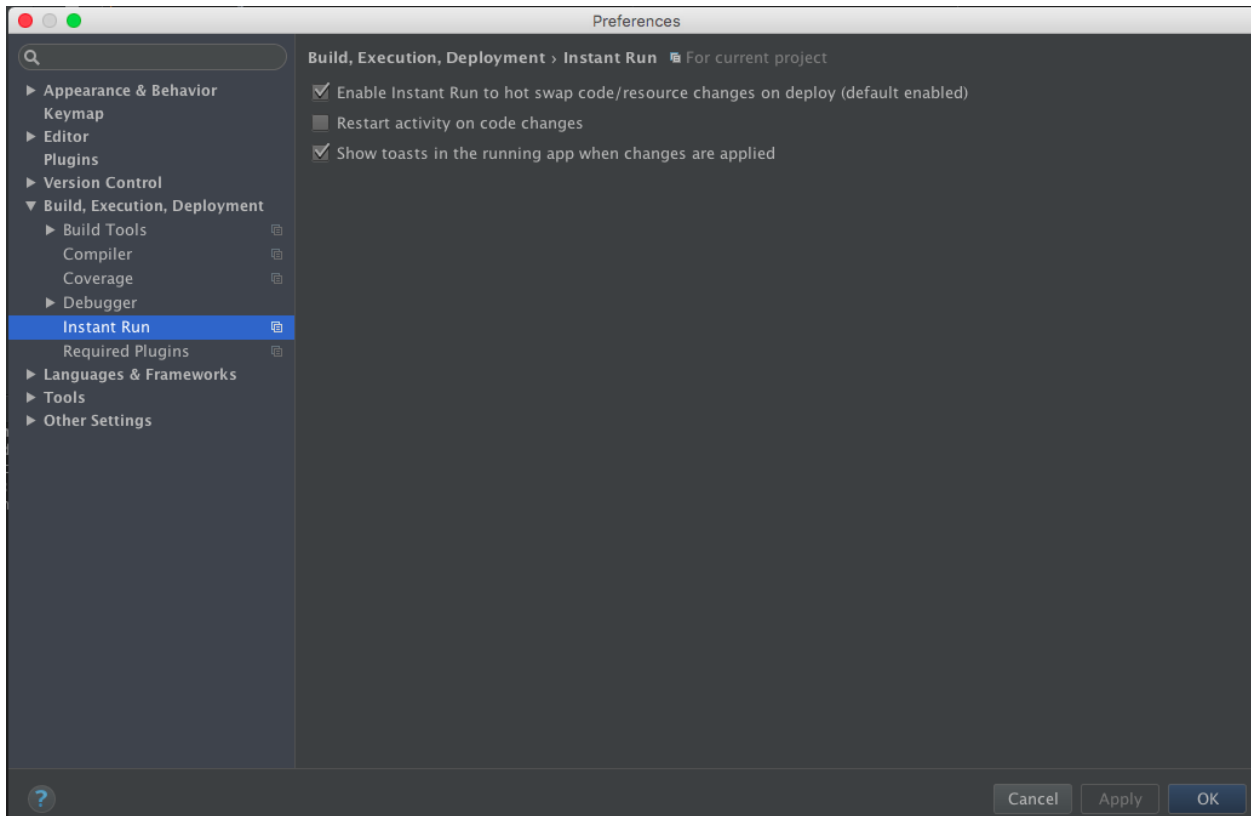 Preferences
Build, Execution, Deployment › Instant Run For current project
Appearance & Behavior
Keymap
Editor
Plugins
Version Control
Build, Execution, Deployment
Build Tools
Compiler
Coverage
Debugger
Instant Run
Required Plugins
Languages & Frameworks
Tools
Other Settings
Enable Instant Run to hot swap code/resource changes on deploy (default enabled)
Restart activity on code changes
Show toasts in the running app when changes are applied
?
Cancel
Apply
OK